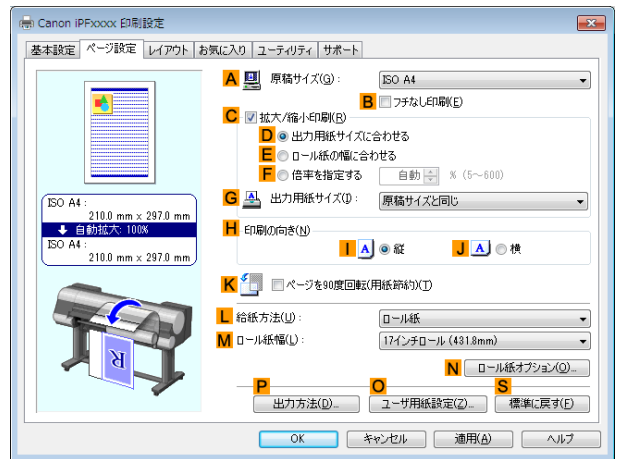 Canon iPFxxxx 印刷設定
基本設定 ページ設定 レイアウト お気に入り ユーティリティ サポート
A 原稿サイズ(G): ISO A4
B フチなし印刷(E)
C 拡大/縮小印刷(R)
D 出力用紙サイズに合わせる
E ロール紙の幅に合わせる
F 倍率を指定する 自動 % (5~600)
G 出力用紙サイズ(I): 原稿サイズと同じ
ISO A4 :
210.0 mm x 297.0 mm
自動拡大: 100%
ISO A4 :
210.0 mm x 297.0 mm
H 印刷の向き(N)
I A 縦 J A 横
K ページを90度回転(用紙節約)(T)
L 給紙方法(U): ロール紙
M ロール紙幅(L): 17インチロール (431.8mm)
N ロール紙オプション(O)...
P O S
出力方法(D)... ユーザ用紙設定(Z)... 標準に戻す(F)
R
OK キャンセル 適用(A) ヘルプ